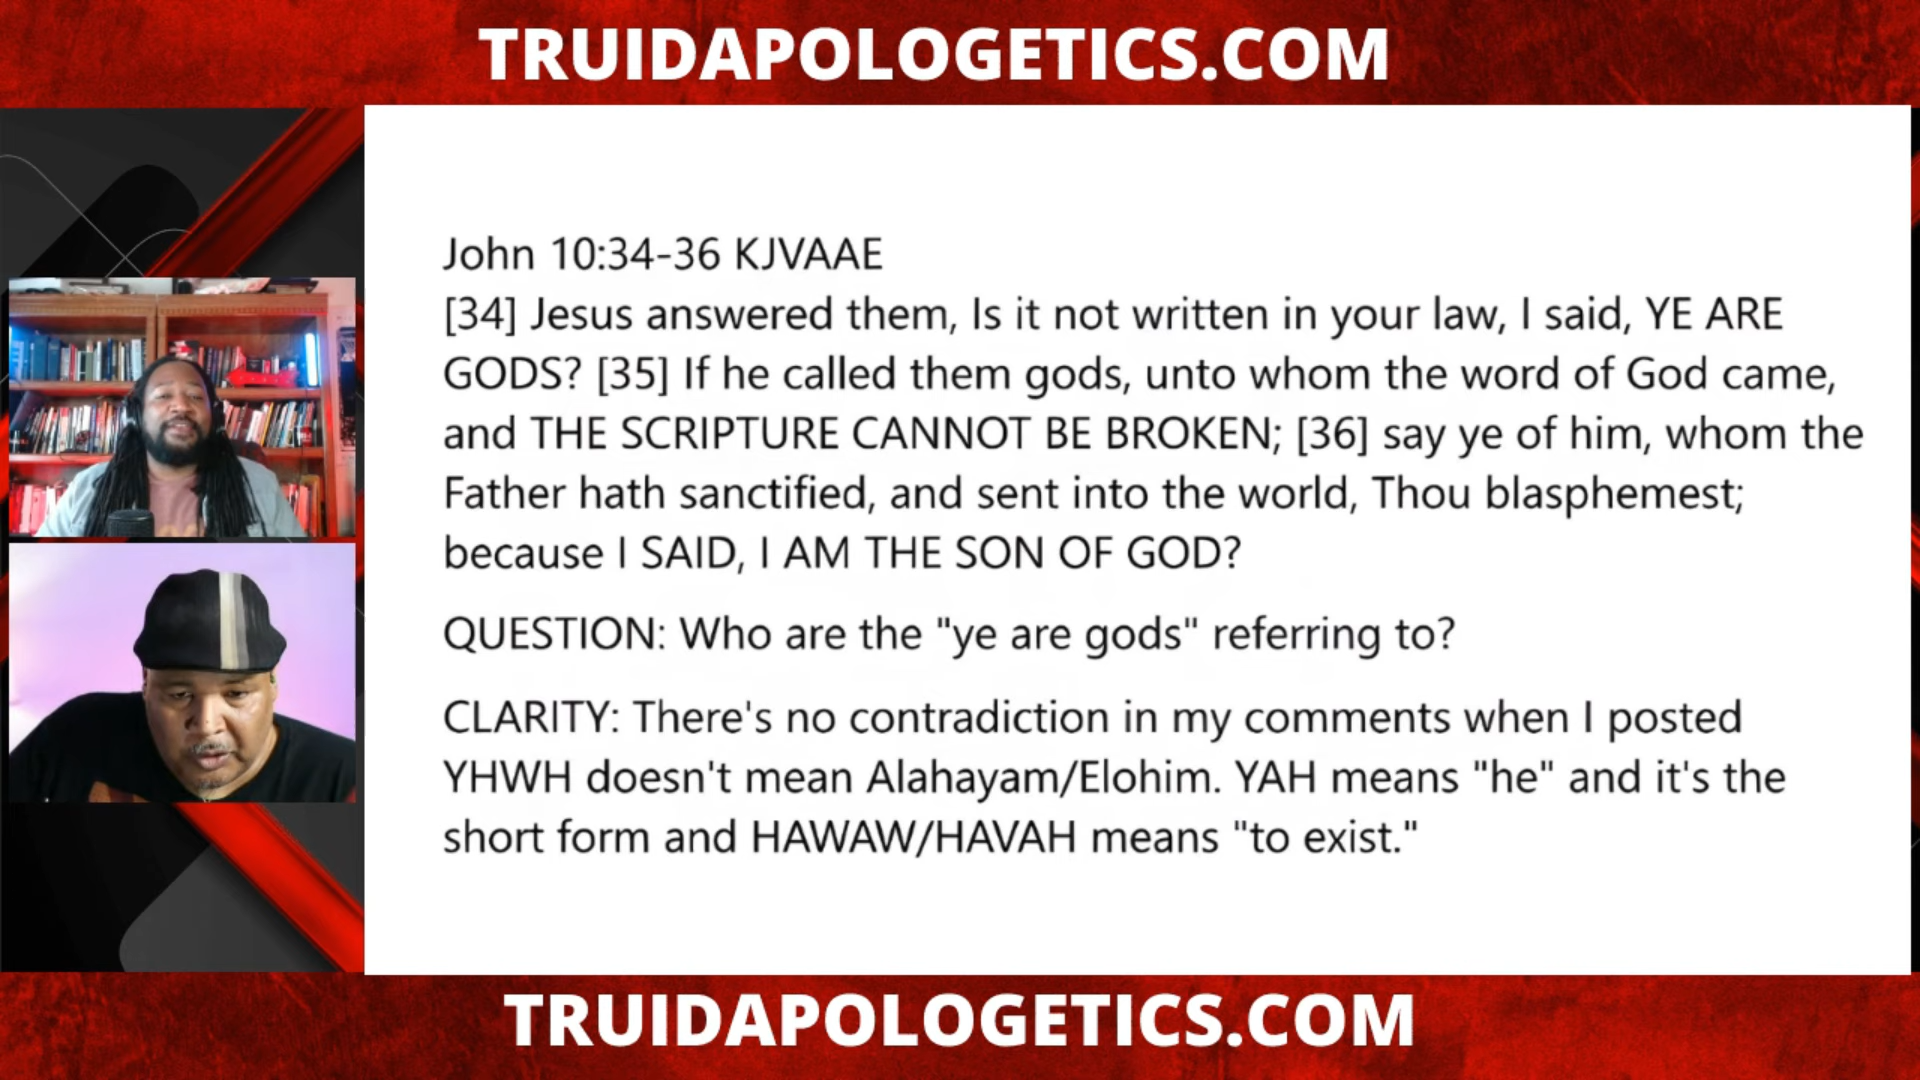 TRUIDAPOLOGETICS.COM
John 10:34-36 KJVAAE
[34] Jesus answered them, Is it not written in your law, I said, YE ARE
GODS? [35] If he called them gods, unto whom the word of God came,
and THE SCRIPTURE CANNOT BE BROKEN; [36] say ye of him, whom the
Father hath sanctified, and sent into the world, Thou blasphemest;
because I SAID, I AM THE SON OF GOD?
QUESTION: Who are the "ye are gods" referring to?
CLARITY: There's no contradiction in my comments when I posted
YHWH doesn't mean Alahayam/Elohim. YAH means "he" and it's the
short form and HAWAW/HAVAH means "to exist."
TRUIDAPOLOGETICS.COM